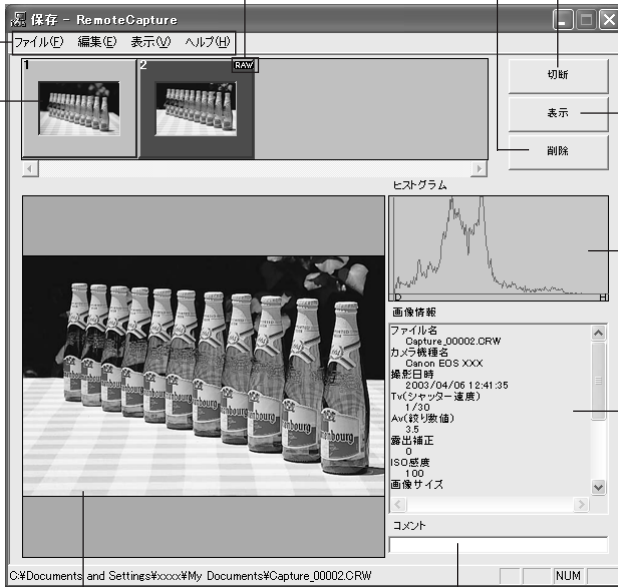 保存 - RemoteCapture
ファイル(F) 編集(E) 表示(V) ヘルプ(H)
1
2
RAW
切断
表示
削除
ヒストグラム
D H
画像情報
ファイル名
Capture_00002.CRW
カメラ機種名
Canon EOS XXX
撮影日時
2003/04/06 12:41:35
Tv(シャッター速度)
1/30
Av(絞り数値)
3.5
露出補正
0
ISO感度
100
画像サイズ
コメント
C:¥Documents and Settings¥xxxx¥My Documents¥Capture_00002.CRW
NUM